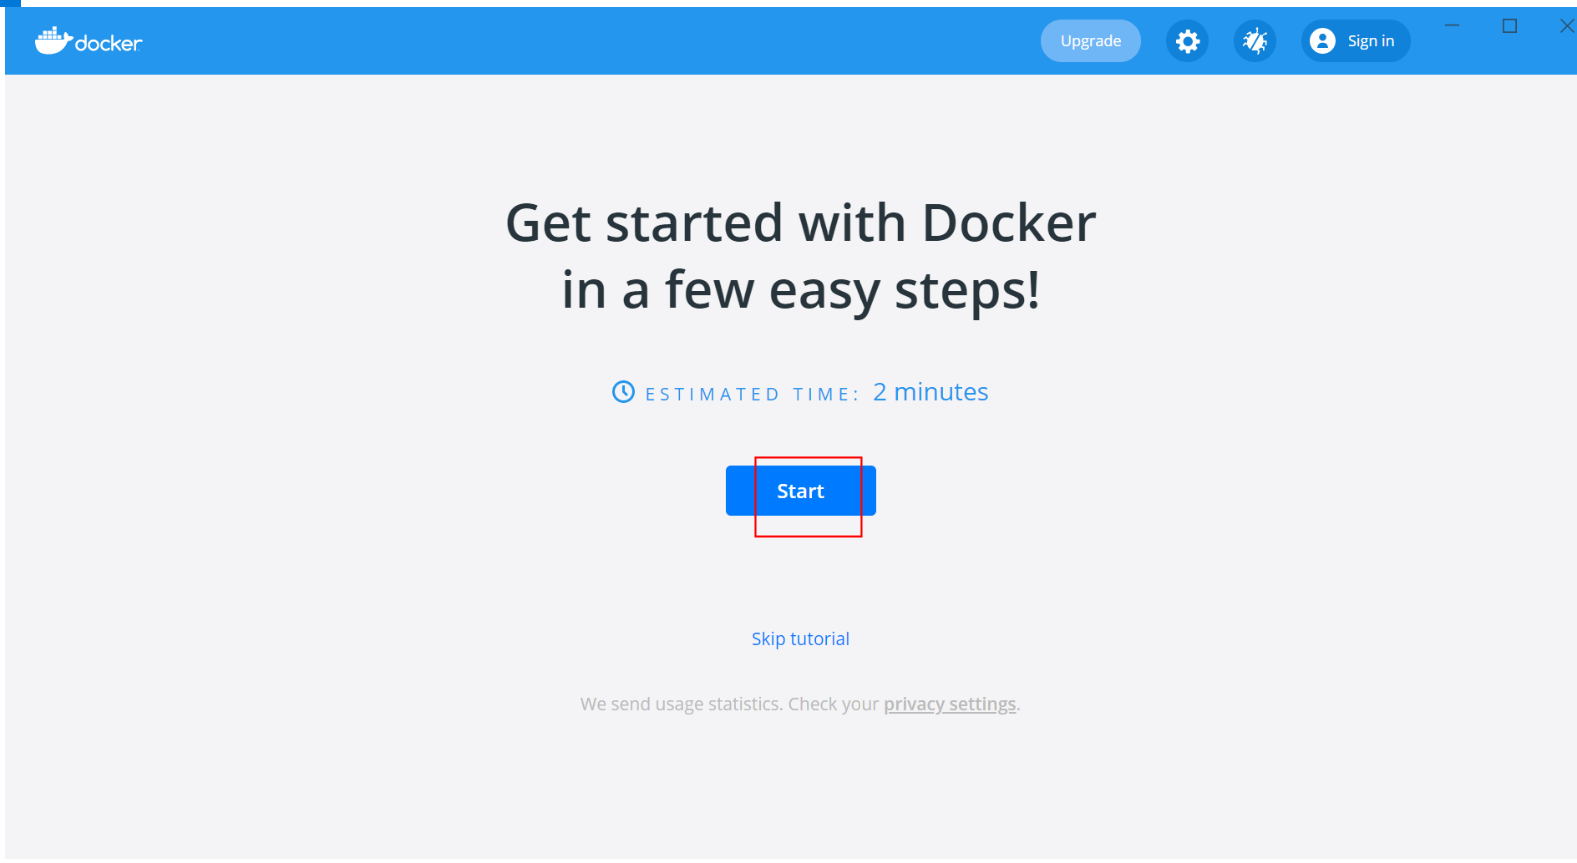 docker
Upgrade
Sign in
Get started with Docker
in a few easy steps!
ESTIMATED TIME: 2 minutes
Start
Skip tutorial
We send usage statistics. Check your privacy settings.